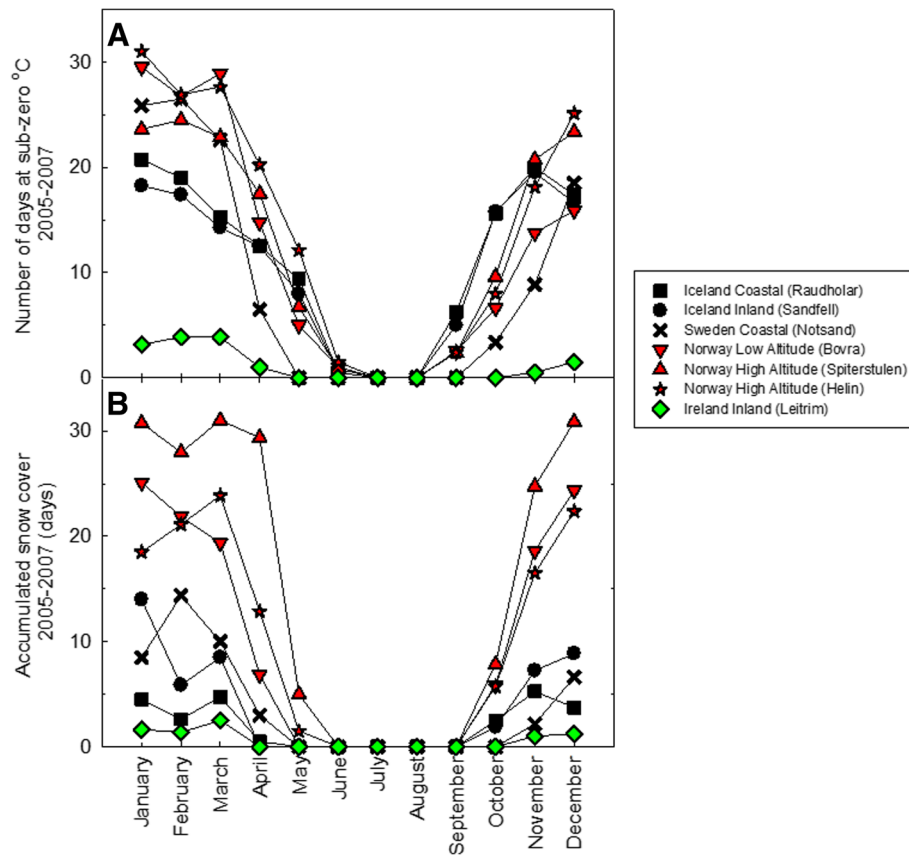 A
Number of days at sub-zero °C
2005-2007
30
20
10
0
B
Accumulated snow cover
2005-2007 (days)
30
20
10
0
January
February
March
April
May
June
July
August
September
October
November
December
Iceland Coastal (Raudholar)
Iceland Inland (Sandfell)
Sweden Coastal (Notsand)
Norway Low Altitude (Bovra)
Norway High Altitude (Spiterstulen)
Norway High Altitude (Helin)
Ireland Inland (Leitrim)